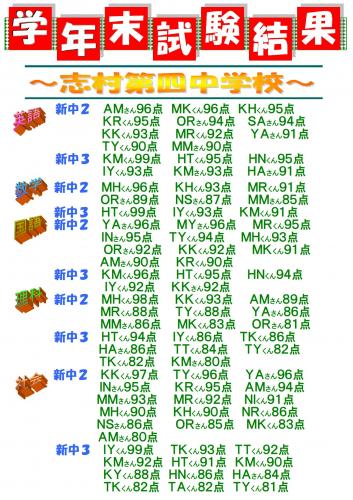 学年末試験結果
～志村第四中学校～
英語 新中2 AMさん96点 MKくん96点 KHくん95点
KRくん95点 ORさん94点 SAさん94点
KKくん93点 MRくん92点 YAさん91点
TYくん90点 MMさん90点
新中3 KMくん99点 HTくん95点 HNくん95点
IYくん93点 KMさん93点 HAさん91点
数学 新中2 MHくん96点 KHくん93点 MRくん91点
ORさん89点 NSさん87点 MMさん85点
新中3 HTくん99点 IYくん93点 KMくん91点
国語 新中2 YAさん96点 MYさん96点 MRくん95点
INさん95点 TYくん94点 MHくん93点
ORさん92点 KKくん92点 MKくん91点
AMさん90点 KRくん90点
新中3 KMくん96点 HTくん95点 HNくん94点
IYくん92点 KKさん92点
理科 新中2 MHくん98点 KKくん93点 AMさん89点
MRくん88点 TYくん88点 YAさん86点
MMさん86点 MKくん83点 ORさん81点
新中3 HTくん94点 IYくん86点 TKくん86点
HAさん86点 TTくん84点 TYくん82点
TKくん82点 KMさん80点
新中2 KKくん97点 TYくん96点 YAさん96点
INさん95点 KRくん95点 AMさん94点
MMさん93点 MRくん92点 NIくん91点
MHくん90点 KHくん90点 NRくん86点
NSさん86点 ORさん85点 MKくん83点
AMさん80点
新中3 IYくん99点 TKくん93点 TTくん92点
KMさん92点 HTくん91点 KMくん90点
KYくん88点 HNくん86点 HAさん84点
TKくん82点 TAさん82点 TYくん81点